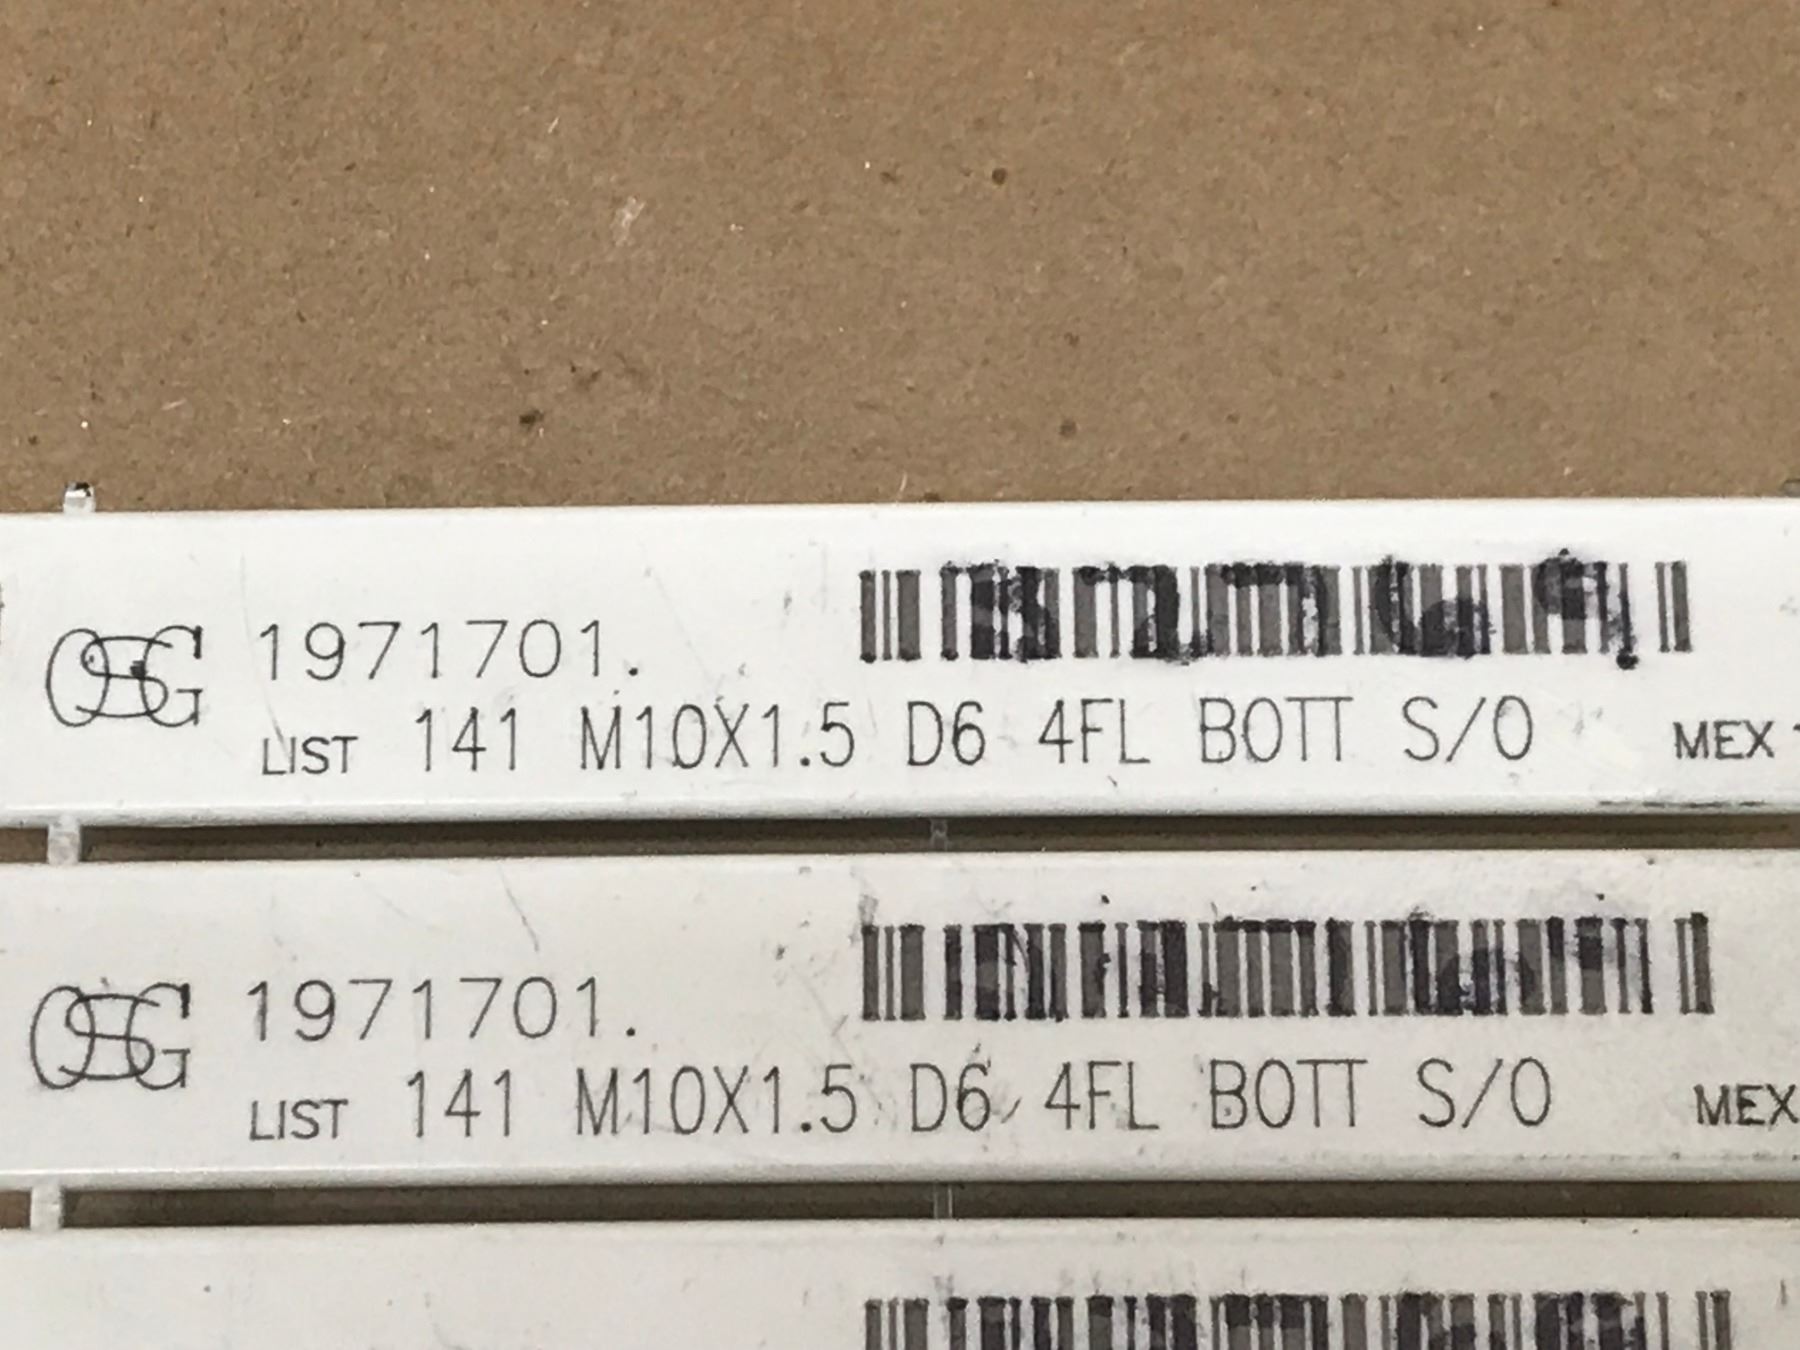 OSG 1971701.
LIST 141 M10X1.5 D6 4FL BOTT S/O MEX
OSG 1971701.
LIST 141 M10X1.5 D6 4FL BOTT S/O MEX